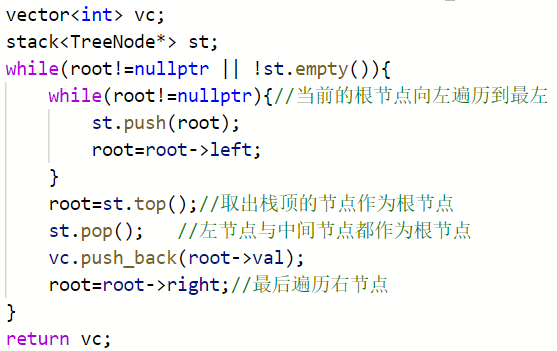 vector<int> vc;
stack<TreeNode*> st;
while(root!=nullptr || !st.empty()){
    while(root!=nullptr){//当前的根节点向左遍历到最左
        st.push(root);
        root=root->left;
    }
    root=st.top();//取出栈顶的节点作为根节点
    st.pop();   //左节点与中间节点都作为根节点
    vc.push_back(root->val);
    root=root->right;//最后遍历右节点
}
return vc;